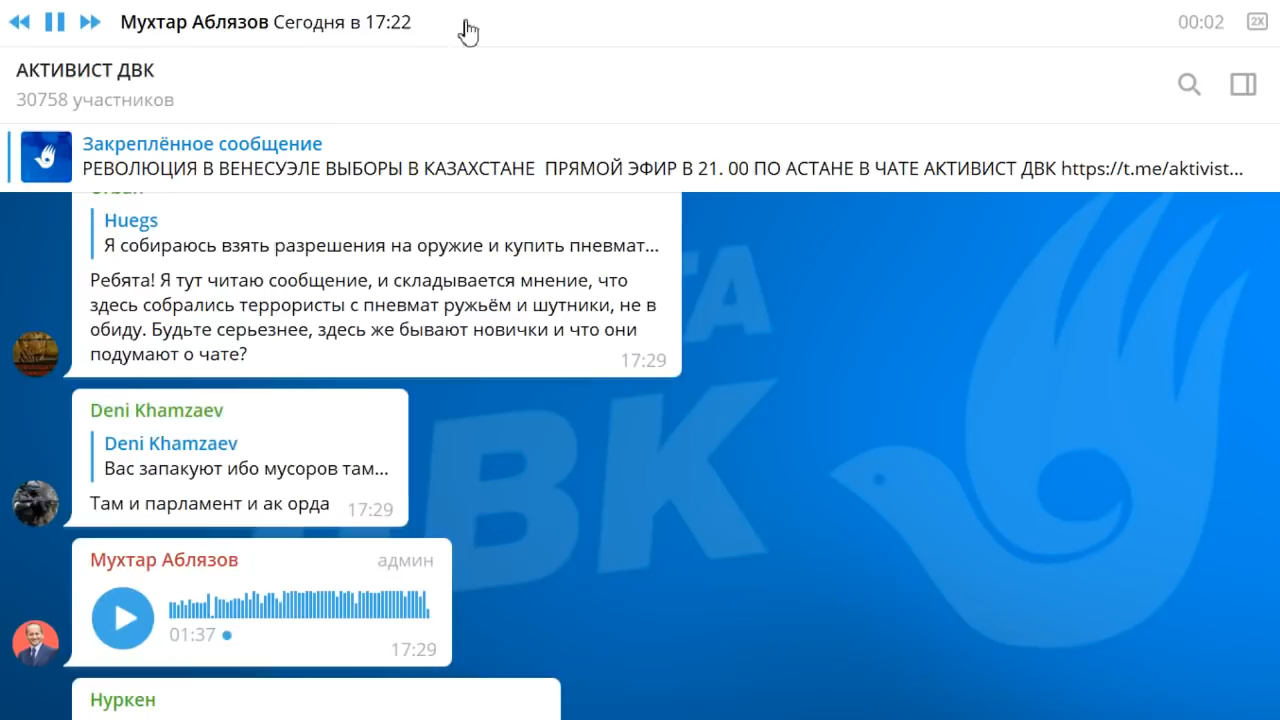 Мухтар Аблязов Сегодня в 17:22
00:02
2X
АКТИВИСТ ДВК
30758 участников
Закреплённое сообщение
РЕВОЛЮЦИЯ В ВЕНЕСУЭЛЕ ВЫБОРЫ В КАЗАХСТАНЕ ПРЯМОЙ ЭФИР В 21. 00 ПО АСТАНЕ В ЧАТЕ АКТИВИСТ ДВК https://t.me/aktivist...
Huegs
Я собираюсь взять разрешения на оружие и купить пневмат...
Ребята! Я тут читаю сообщение, и складывается мнение, что
здесь собрались террористы с пневмат ружьём и шутники, не в
обиду. Будьте серьезнее, здесь же бывают новички и что они
подумают о чате?
17:29
Deni Khamzaev
Deni Khamzaev
Вас запакуют ибо мусоров там...
Там и парламент и ак орда
17:29
ДВК
Мухтар Аблязов админ
01:37
17:29
Нуркен